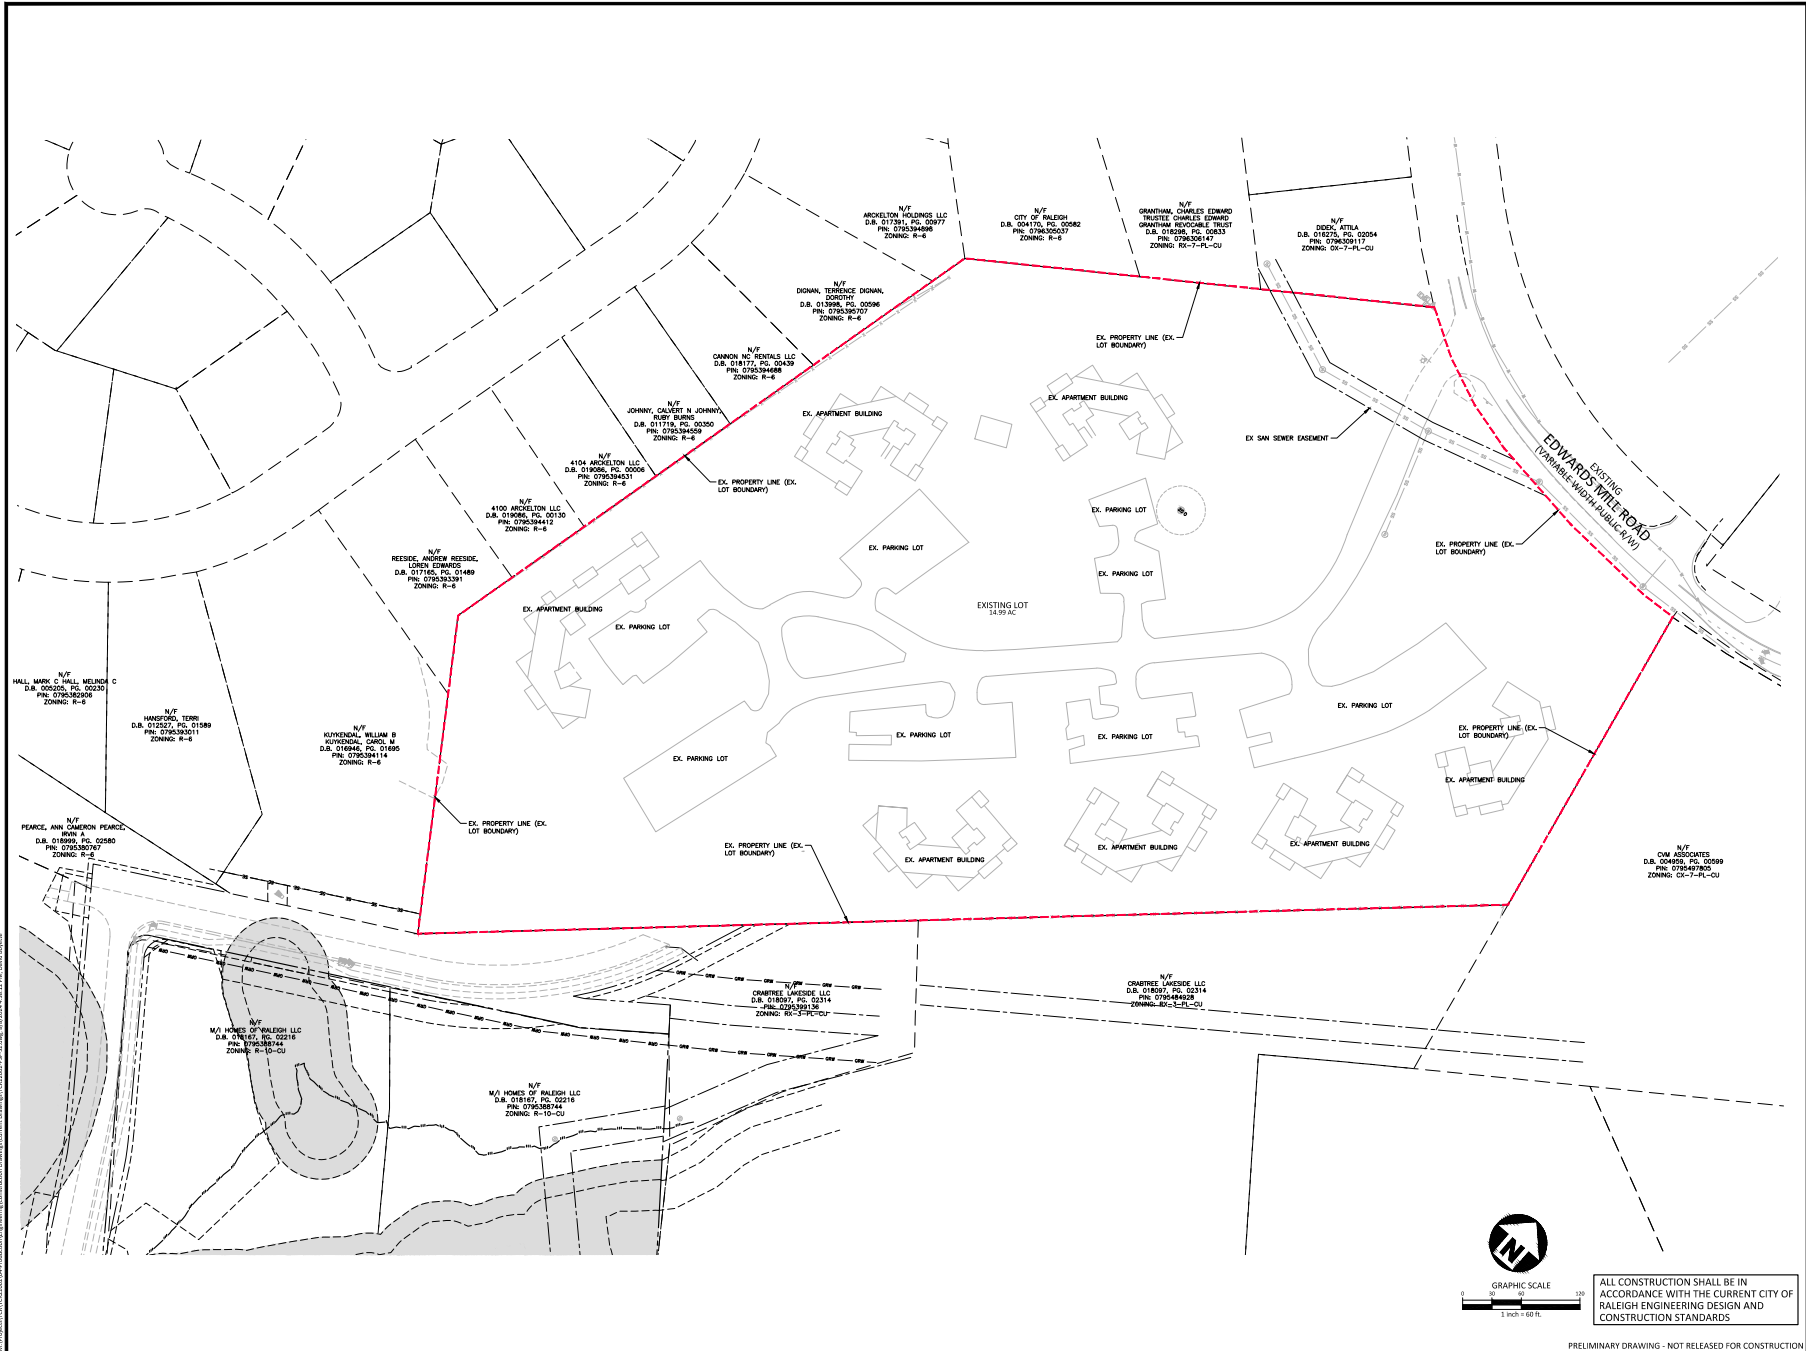 N/F
ARCKELTON HOLDINGS LLC
D.B. 017391, PG. 00977
PIN: 0795394898
ZONING: R-6
N/F
CITY OF RALEIGH
D.B. 004170, PG. 00582
PIN: 0796305037
ZONING: R-6
N/F
GRANTHAM, CHARLES EDWARD
TRUSTEE CHARLES EDWARD
GRANTHAM REVOCABLE TRUST
D.B. 018298, PG. 00833
PIN: 0796306147
ZONING: RX-7-PL-CU
N/F
DIDEK, ATTILA
D.B. 016275, PG. 02054
PIN: 0796309117
ZONING: OX-7-PL-CU
N/F
DIGNAN, TERRENCE DIGNAN,
DOROTHY
D.B. 013998, PG. 00596
PIN: 0795395707
ZONING: R-6
N/F
CANNON NC RENTALS LLC
D.B. 018177, PG. 00439
PIN: 0795394688
ZONING: R-6
N/F
JOHNNY, CALVERT N JOHNNY,
RUBY BURNS
D.B. 011719, PG. 00350
PIN: 0795394559
ZONING: R-6
N/F
4104 ARCKELTON LLC
D.B. 019086, PG. 00006
PIN: 0795394531
ZONING: R-6
N/F
4100 ARCKELTON LLC
D.B. 019086, PG. 00130
PIN: 0795394412
ZONING: R-6
N/F
REESIDE, ANDREW REESIDE,
LOREN EDWARDS
D.B. 017165, PG. 01489
PIN: 0795393391
ZONING: R-6
EX. PROPERTY LINE (EX.
LOT BOUNDARY)
EX. PROPERTY LINE (EX.
LOT BOUNDARY)
EX. APARTMENT BUILDING
EX. APARTMENT BUILDING
EX SAN SEWER EASEMENT
EXISTING
EDWARDS MILL ROAD
(VARIABLE WIDTH PUBLIC R/W)
EX. PROPERTY LINE (EX.
LOT BOUNDARY)
EX. PARKING LOT
EX. PARKING LOT
EX. PARKING LOT
EX. APARTMENT BUILDING
EX. PARKING LOT
EXISTING LOT
14.99 AC
N/F
HALL, MARK C HALL, MELINDA C
D.B. 005205, PG. 00230
PIN: 0795382906
ZONING: R-6
N/F
HANSFORD, TERRI
D.B. 012527, PG. 01589
PIN: 0795393011
ZONING: R-6
N/F
KUYKENDAL, WILLIAM B
KUYKENDAL, CAROL M
D.B. 016946, PG. 01695
PIN: 0795394114
ZONING: R-6
EX. PARKING LOT
EX. PARKING LOT
EX. PARKING LOT
EX. PARKING LOT
EX. PROPERTY LINE (EX.
LOT BOUNDARY)
EX. APARTMENT BUILDING
N/F
PEARCE, ANN CAMERON PEARCE,
IRVIN A
D.B. 018999, PG. 02580
PIN: 0795380767
ZONING: R-6
EX. PROPERTY LINE (EX.
LOT BOUNDARY)
EX. PROPERTY LINE (EX.
LOT BOUNDARY)
EX. APARTMENT BUILDING
EX. APARTMENT BUILDING
EX. APARTMENT BUILDING
N/F
CVM ASSOCIATES
D.B. 004959, PG. 00599
PIN: 0795497805
ZONING: CX-7-PL-CU
N/F
CRABTREE LAKESIDE LLC
D.B. 018097, PG. 02314
PIN: 0795399136
ZONING: RX-3-PL-CU
N/F
CRABTREE LAKESIDE LLC
D.B. 018097, PG. 02314
PIN: 0795484928
ZONING: RX-3-PL-CU
N/F
M/I HOMES OF RALEIGH LLC
D.B. 018167, PG. 02216
PIN: 0795388744
ZONING: R-10-CU
N/F
M/I HOMES OF RALEIGH LLC
D.B. 018167, PG. 02216
PIN: 0795388744
ZONING: R-10-CU
N
GRAPHIC SCALE
0 30 60 120
1 inch = 60 ft.
ALL CONSTRUCTION SHALL BE IN
ACCORDANCE WITH THE CURRENT CITY OF
RALEIGH ENGINEERING DESIGN AND
CONSTRUCTION STANDARDS
PRELIMINARY DRAWING - NOT RELEASED FOR CONSTRUCTION